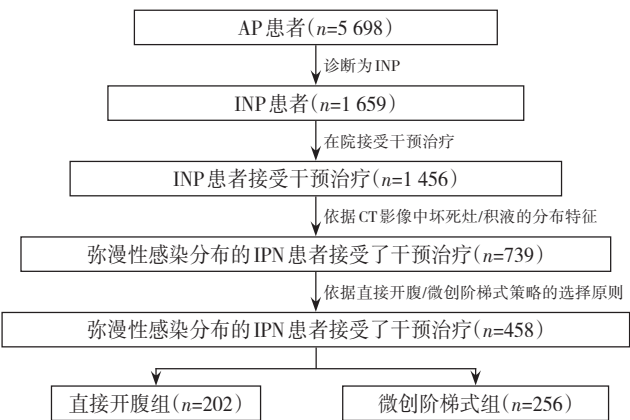 AP患者(n=5 698)
诊断为INP
INP患者(n=1 659)
在院接受干预治疗
INP患者接受干预治疗(n=1 456)
依据CT影像中坏死灶/积液的分布特征
弥漫性感染分布的IPN患者接受了干预治疗(n=739)
依据直接开腹/微创阶梯式策略的选择原则
弥漫性感染分布的IPN患者接受了干预治疗(n=458)
直接开腹组(n=202)
微创阶梯式组(n=256)